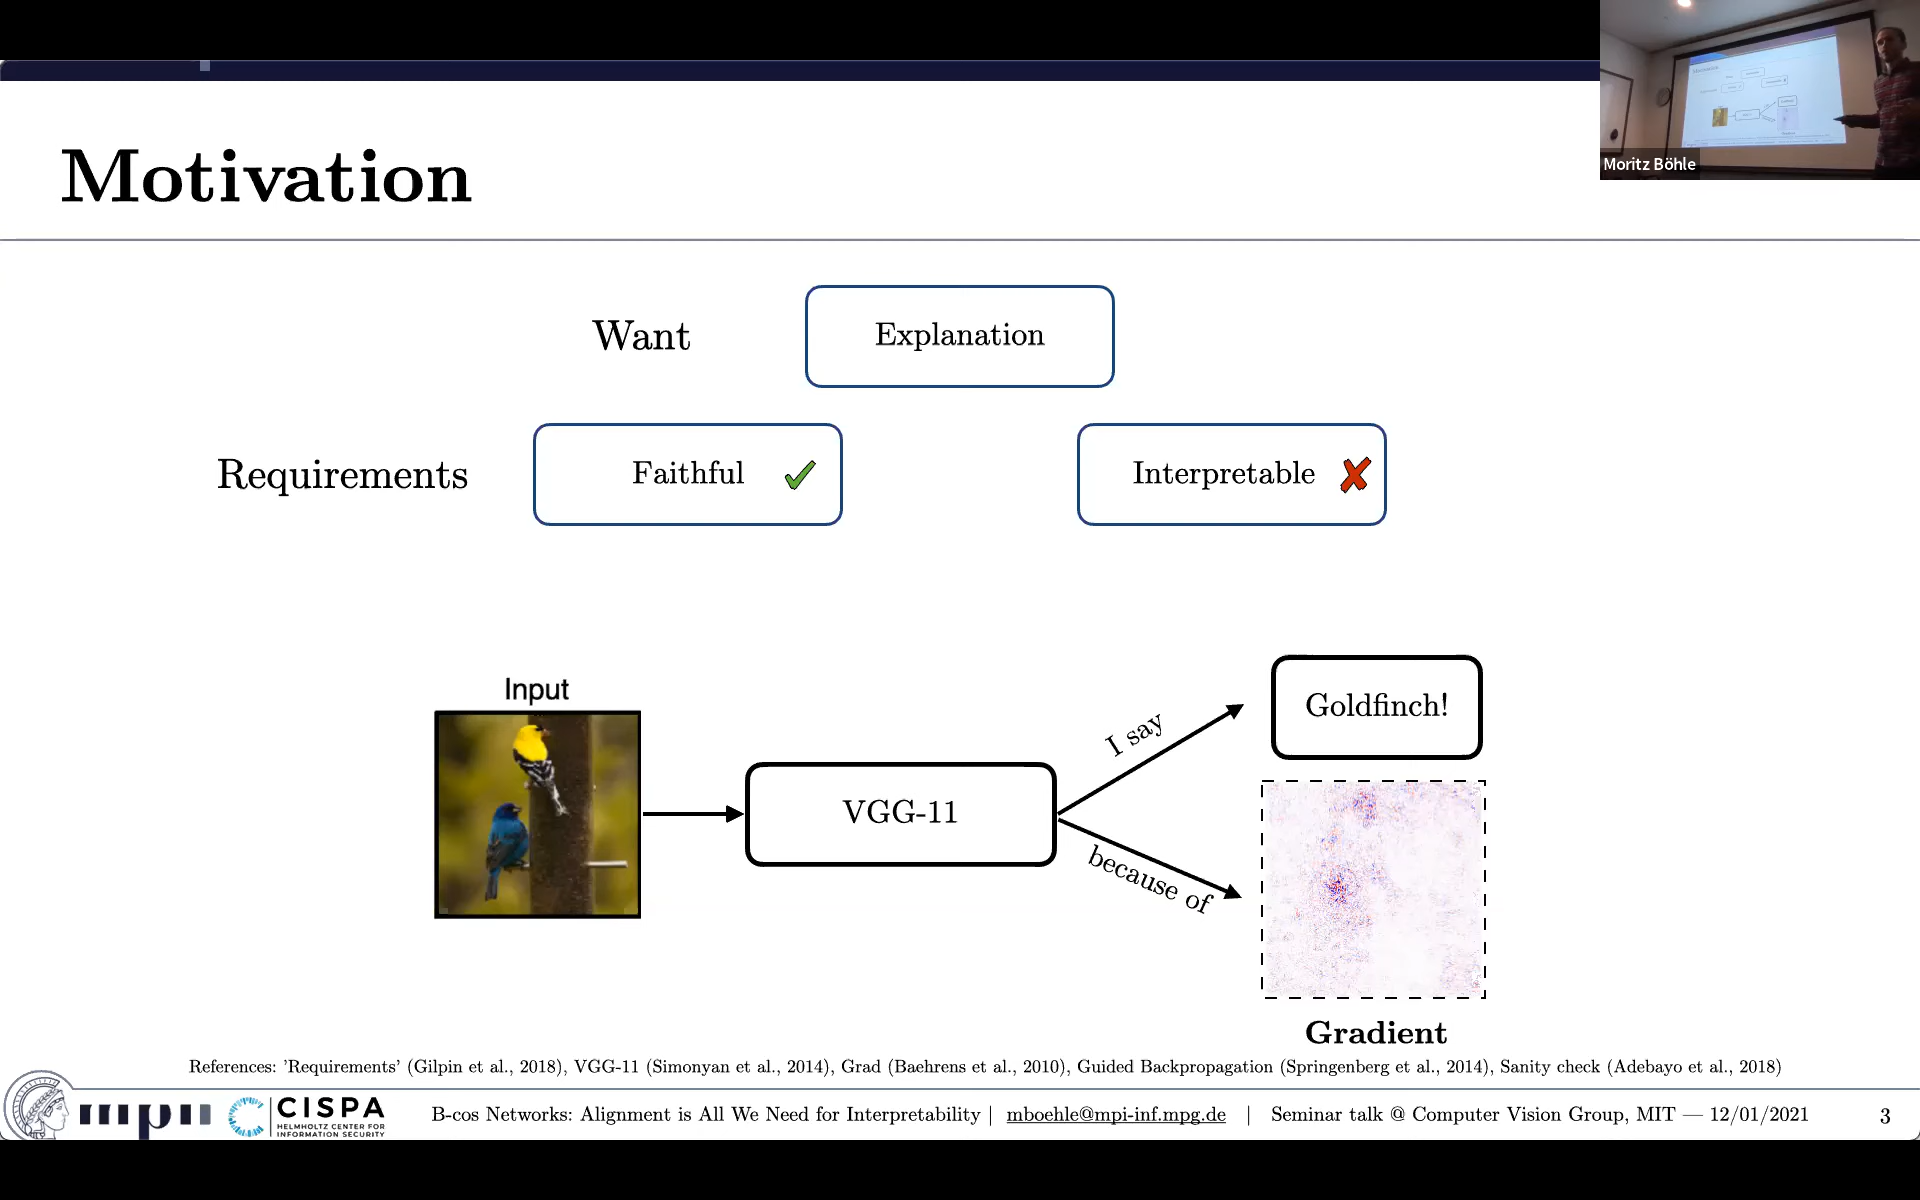 Moritz Böhle
Motivation
Want
Explanation
Requirements
Faithful
Interpretable
Input
VGG-11
I say
Goldfinch!
because of
Gradient
References: 'Requirements' (Gilpin et al., 2018), VGG-11 (Simonyan et al., 2014), Grad (Baehrens et al., 2010), Guided Backpropagation (Springenberg et al., 2014), Sanity check (Adebayo et al., 2018)
CISPA
HELMHOLTZ CENTER FOR
INFORMATION SECURITY
B-cos Networks: Alignment is All We Need for Interpretability | mboehle@mpi-inf.mpg.de | Seminar talk @ Computer Vision Group, MIT — 12/01/2021
3